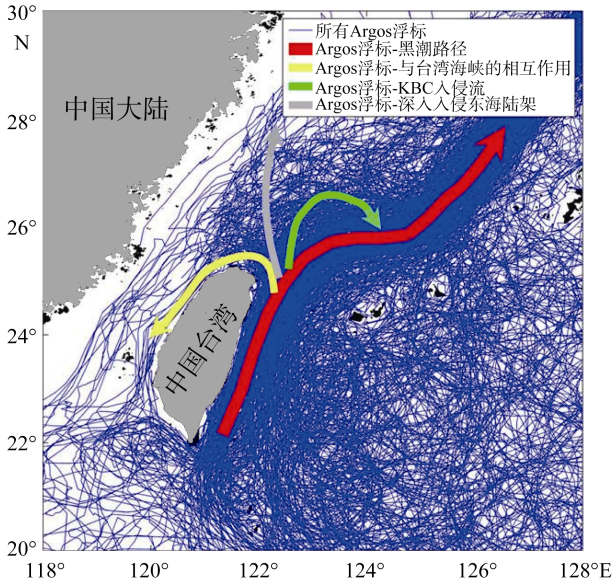 30°
N
28°
26°
24°
22°
20°
所有Argos浮标
Argos浮标-黑潮路径
Argos浮标-与台湾海峡的相互作用
Argos浮标-KBC入侵流
Argos浮标-深入入侵东海陆架
中国大陆
中国台湾
118°
120°
122°
124°
126°
128°E